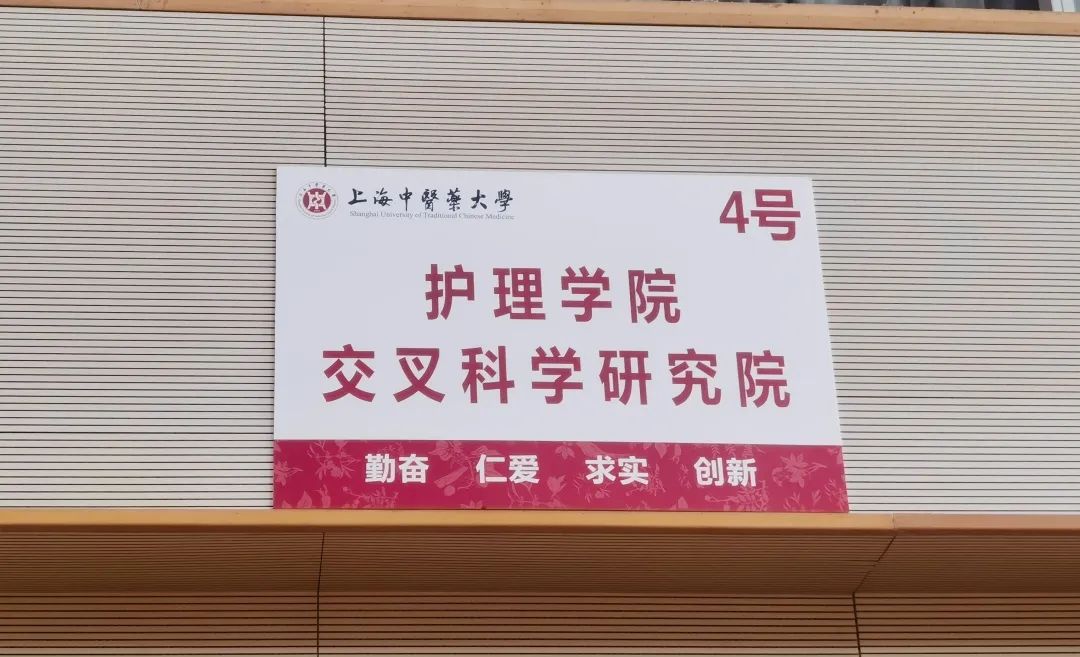 上海中醫藥大學
Shanghai University of Traditional Chinese Medicine
4号
护理学院
交叉科学研究院
勤奋 仁爱 求实 创新